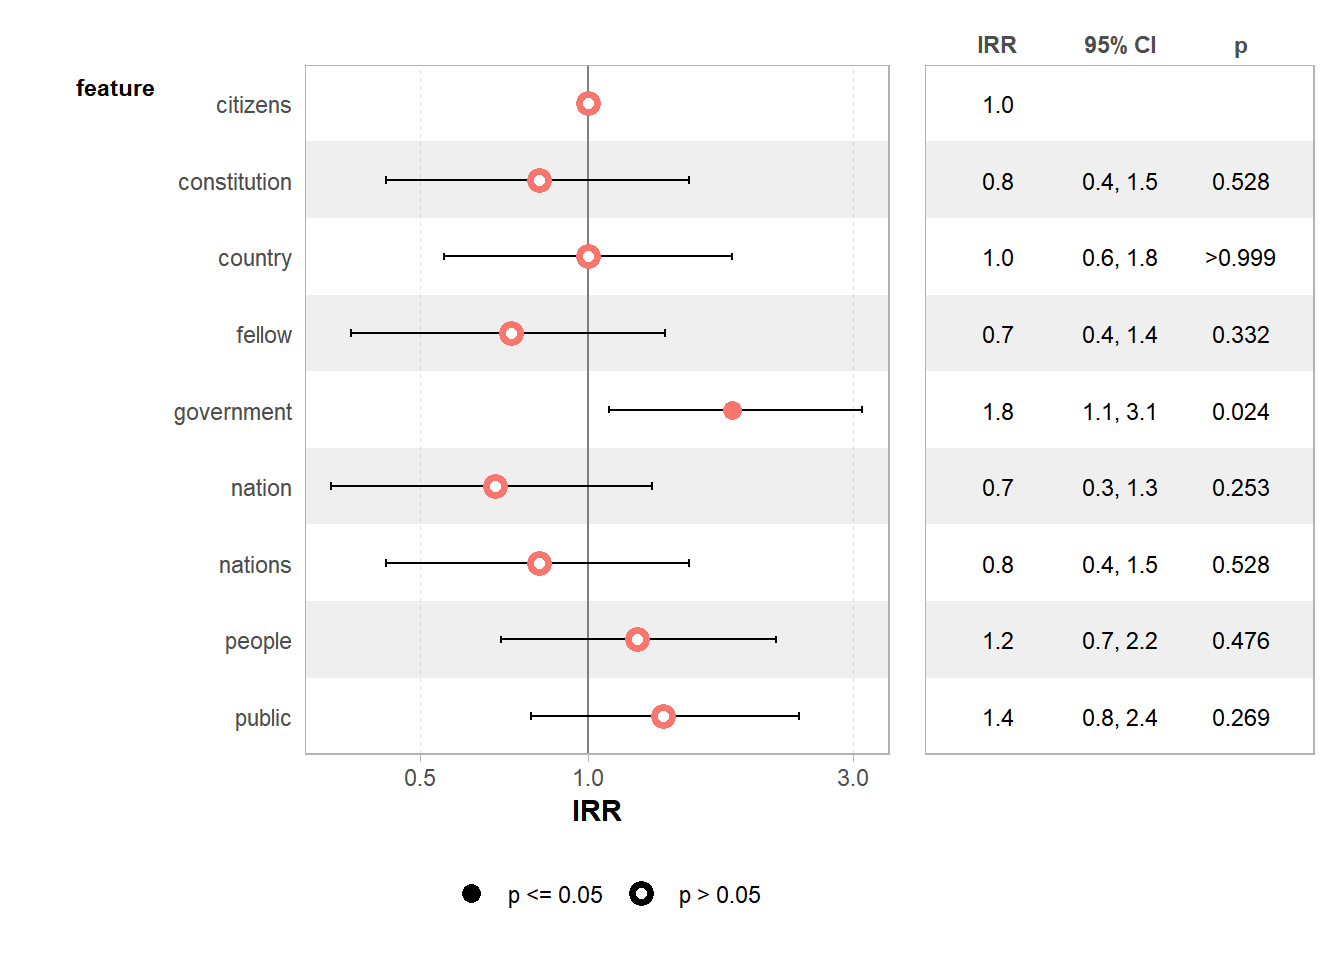 IRR 95% CI p
feature
citizens 1.0
constitution 0.8 0.4, 1.5 0.528
country 1.0 0.6, 1.8 >0.999
fellow 0.7 0.4, 1.4 0.332
government 1.8 1.1, 3.1 0.024
nation 0.7 0.3, 1.3 0.253
nations 0.8 0.4, 1.5 0.528
people 1.2 0.7, 2.2 0.476
public 1.4 0.8, 2.4 0.269
0.5 1.0 3.0
IRR
p <= 0.05 p > 0.05